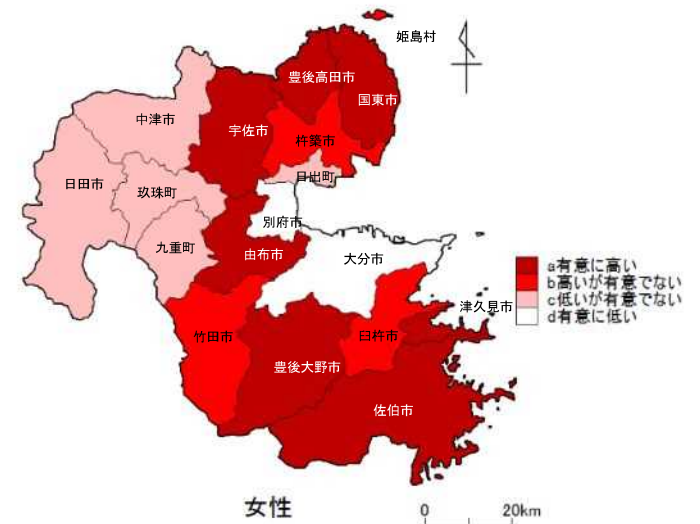 姫島村
豊後高田市
国東市
中津市
宇佐市
杵築市
日出町
日田市
玖珠町
別府市
九重町
由布市
大分市
a有意に高い
b高いが有意でない
c低いが有意でない
d有意に低い
津久見市
竹田市
臼杵市
豊後大野市
佐伯市
女性
0 20km